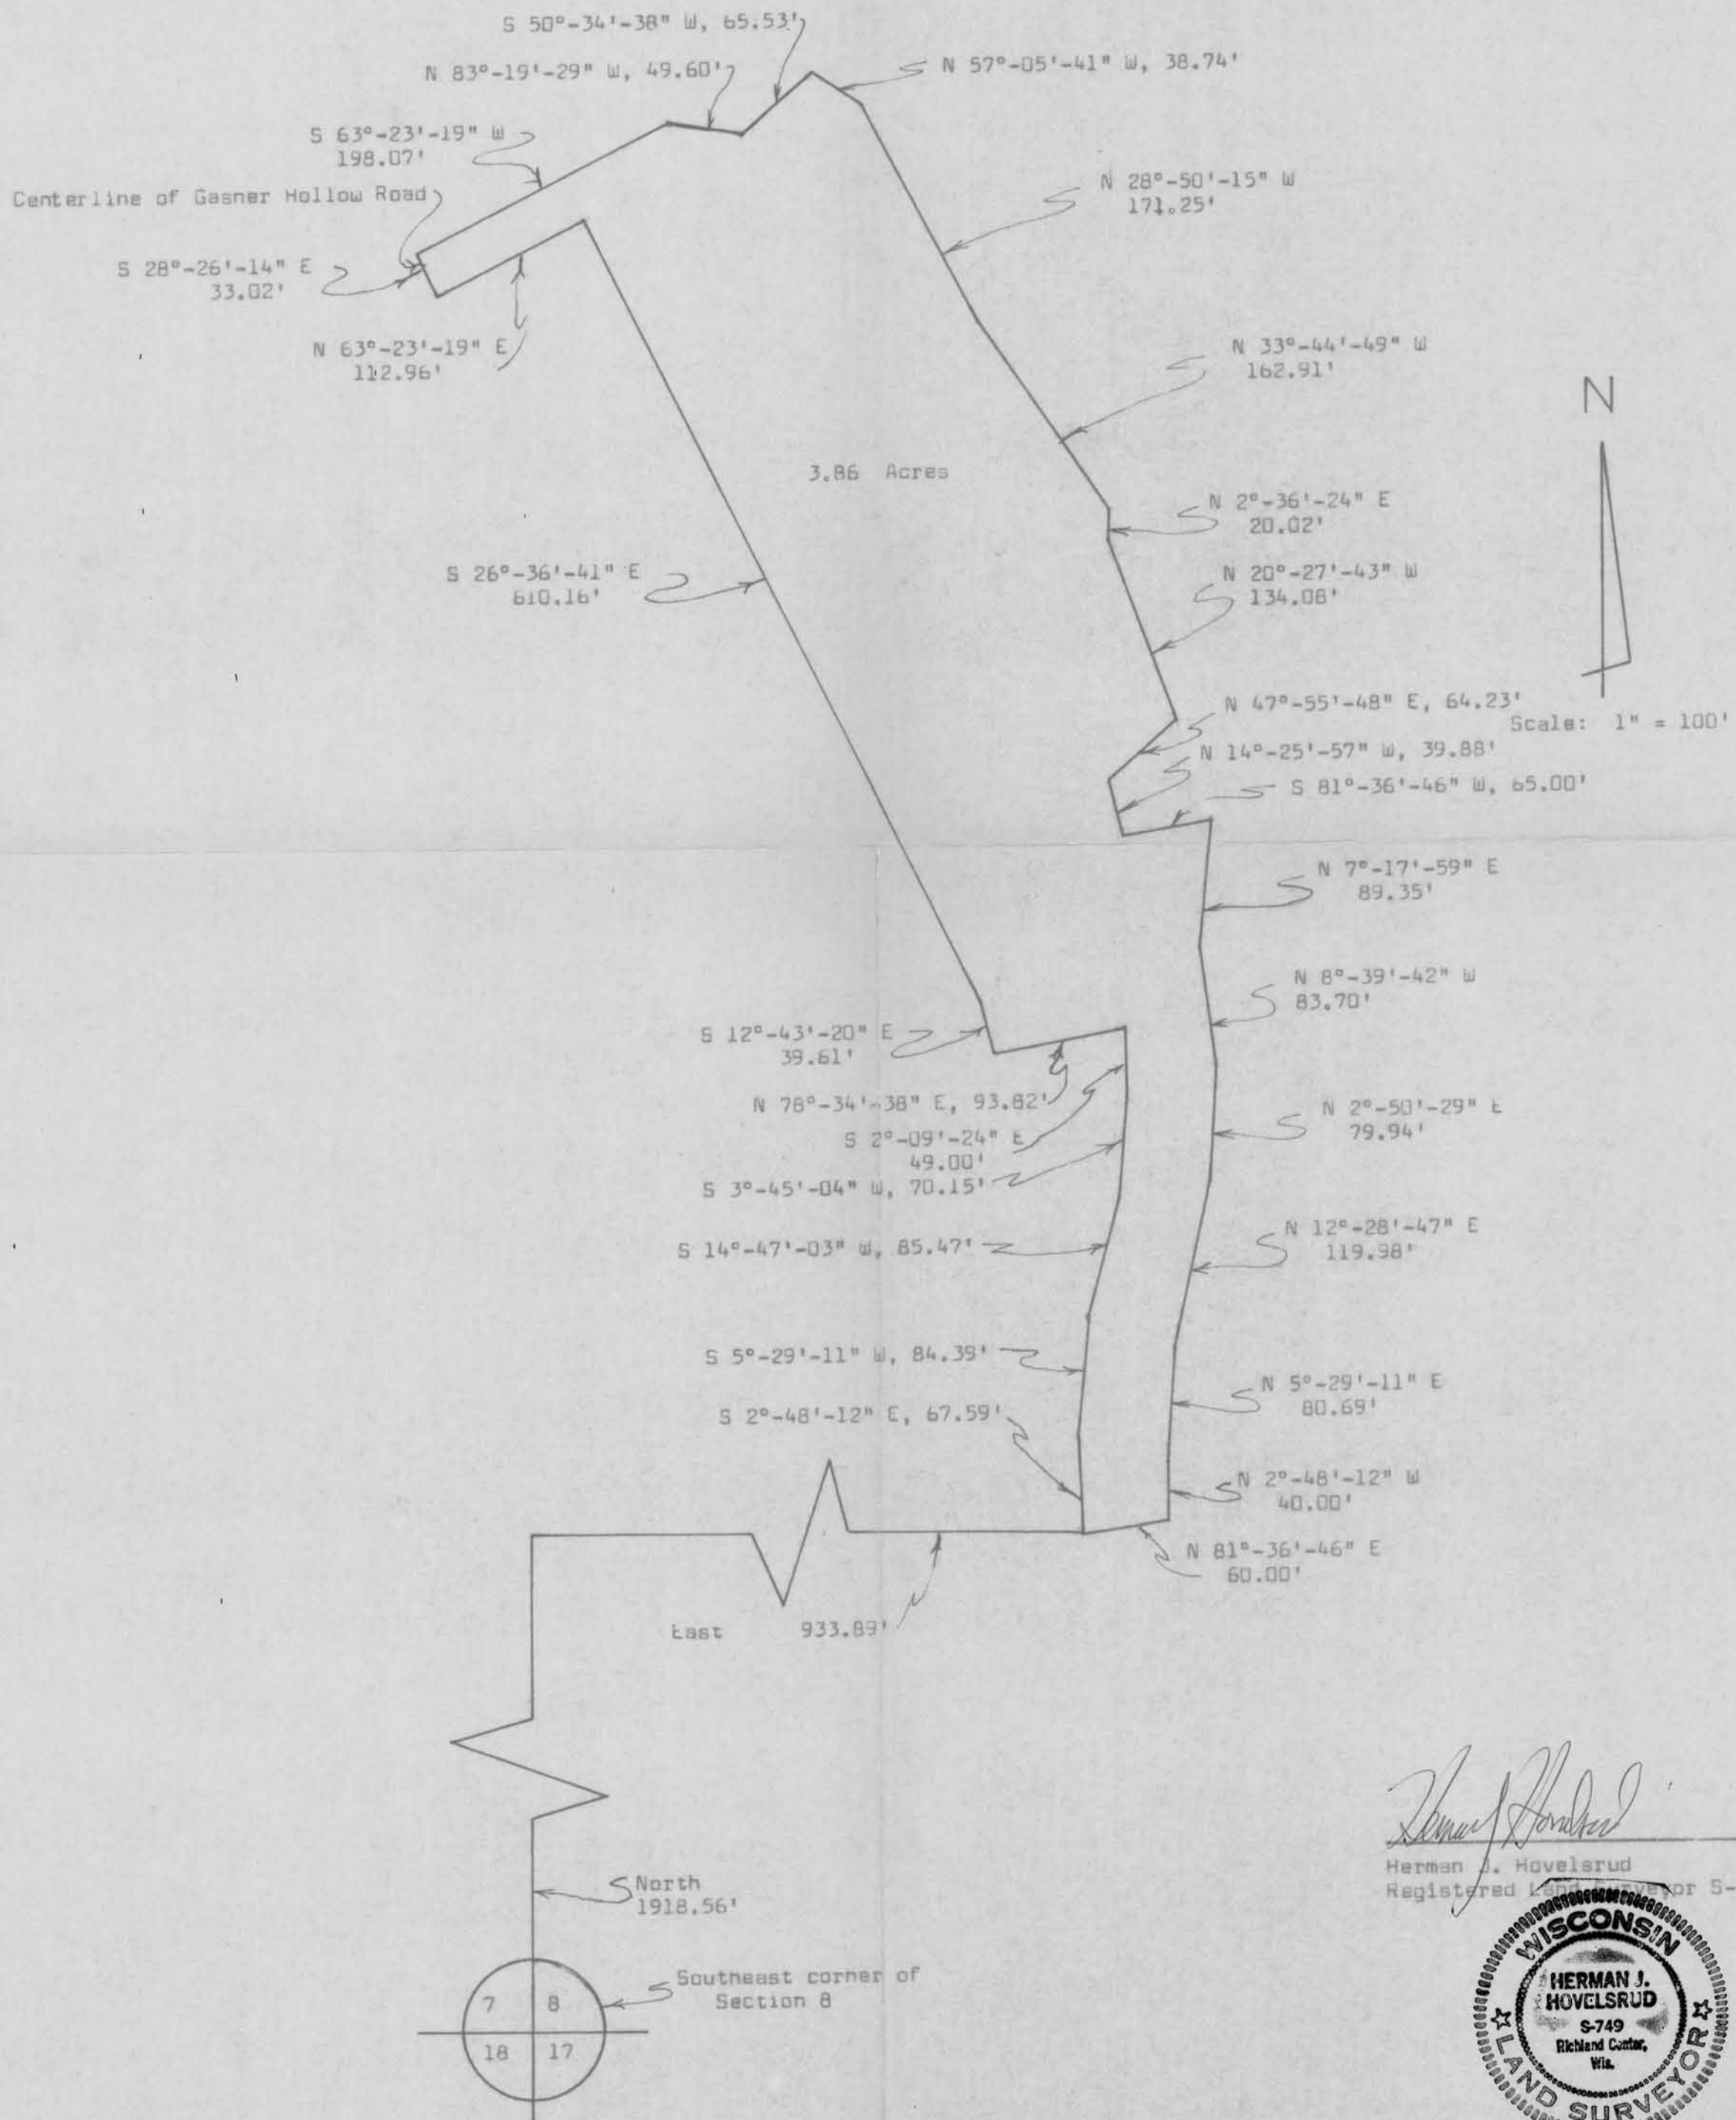 S 50°-34'-38" W, 65.53'
N 83°-19'-29" W, 49.60'
N 57°-05'-41" W, 38.74'
S 63°-23'-19" W
198.07'
Centerline of Gasner Hollow Road
N 28°-50'-15" W
171.25'
S 28°-26'-14" E
33.02'
N 63°-23'-19" E
112.96'
N 33°-44'-49" W
162.91'
N
3.86 Acres
N 2°-36'-24" E
20.02'
S 26°-36'-41" E
610.16'
N 20°-27'-43" W
134.08'
N 47°-55'-48" E, 64.23'
Scale: 1" = 100'
N 14°-25'-57" W, 39.88'
S 81°-36'-46" W, 65.00'
N 7°-17'-59" E
89.35'
N 8°-39'-42" W
83.70'
S 12°-43'-20" E
39.61'
N 78°-34'-38" E, 93.82'
N 2°-50'-29" E
79.94'
S 2°-09'-24" E
49.00'
S 3°-45'-04" W, 70.15'
N 12°-28'-47" E
119.98'
S 14°-47'-03" W, 85.47'
S 5°-29'-11" W, 84.39'
N 5°-29'-11" E
80.69'
S 2°-48'-12" E, 67.59'
N 2°-48'-12" W
40.00'
N 81°-36'-46" E
60.00'
East 933.89'
North
1918.56'
Southeast corner of
Section 8
7 8
18 17
Herman J. Hovelsrud
Registered Land Surveyor S-
WISCONSIN
HERMAN J.
HOVELSRUD
S-749
Richland Center,
Wis.
LAND SURVEYOR